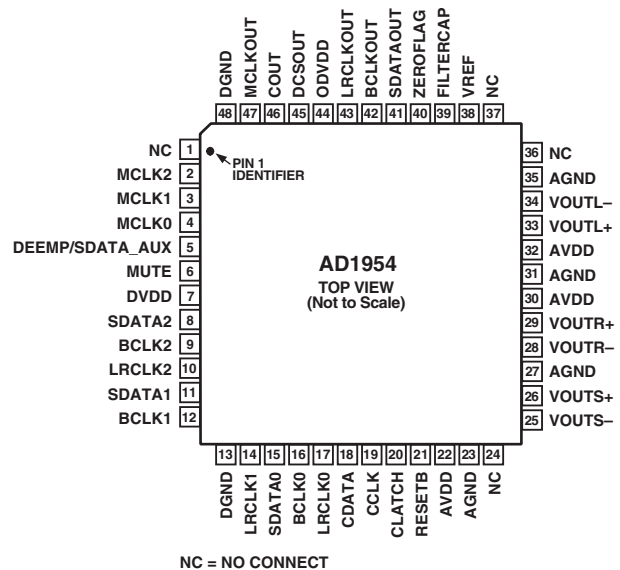 DGND
MCLKOUT
COUT
DCSOUT
ODVDD
LRCLKOUT
BCLKOUT
SDATAOUT
ZEROFLAG
FILTERCAP
VREF
NC
48 47 46 45 44 43 42 41 40 39 38 37
NC 1
MCLK2 2
MCLK1 3
MCLK0 4
DEEMP/SDATA_AUX 5
MUTE 6
DVDD 7
SDATA2 8
BCLK2 9
LRCLK2 10
SDATA1 11
BCLK1 12
PIN 1
IDENTIFIER
AD1954
TOP VIEW
(Not to Scale)
36 NC
35 AGND
34 VOUTL–
33 VOUTL+
32 AVDD
31 AGND
30 AVDD
29 VOUTR+
28 VOUTR–
27 AGND
26 VOUTS+
25 VOUTS–
13 14 15 16 17 18 19 20 21 22 23 24
DGND
LRCLK1
SDATA0
BCLK0
LRCLK0
CDATA
CCLK
CLATCH
RESETB
AVDD
AGND
NC
NC = NO CONNECT